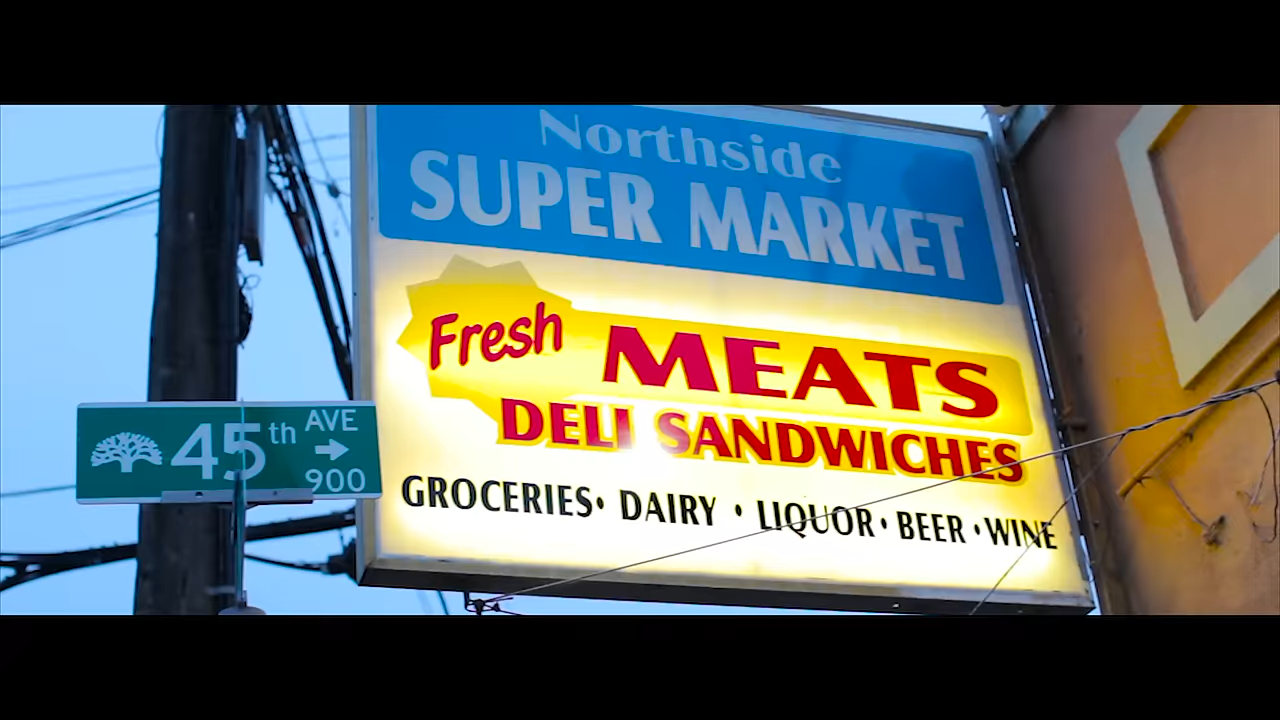 Northside
SUPER MARKET
Fresh MEATS
DELI SANDWICHES
GROCERIES • DAIRY • LIQUOR • BEER • WINE
45th AVE
900